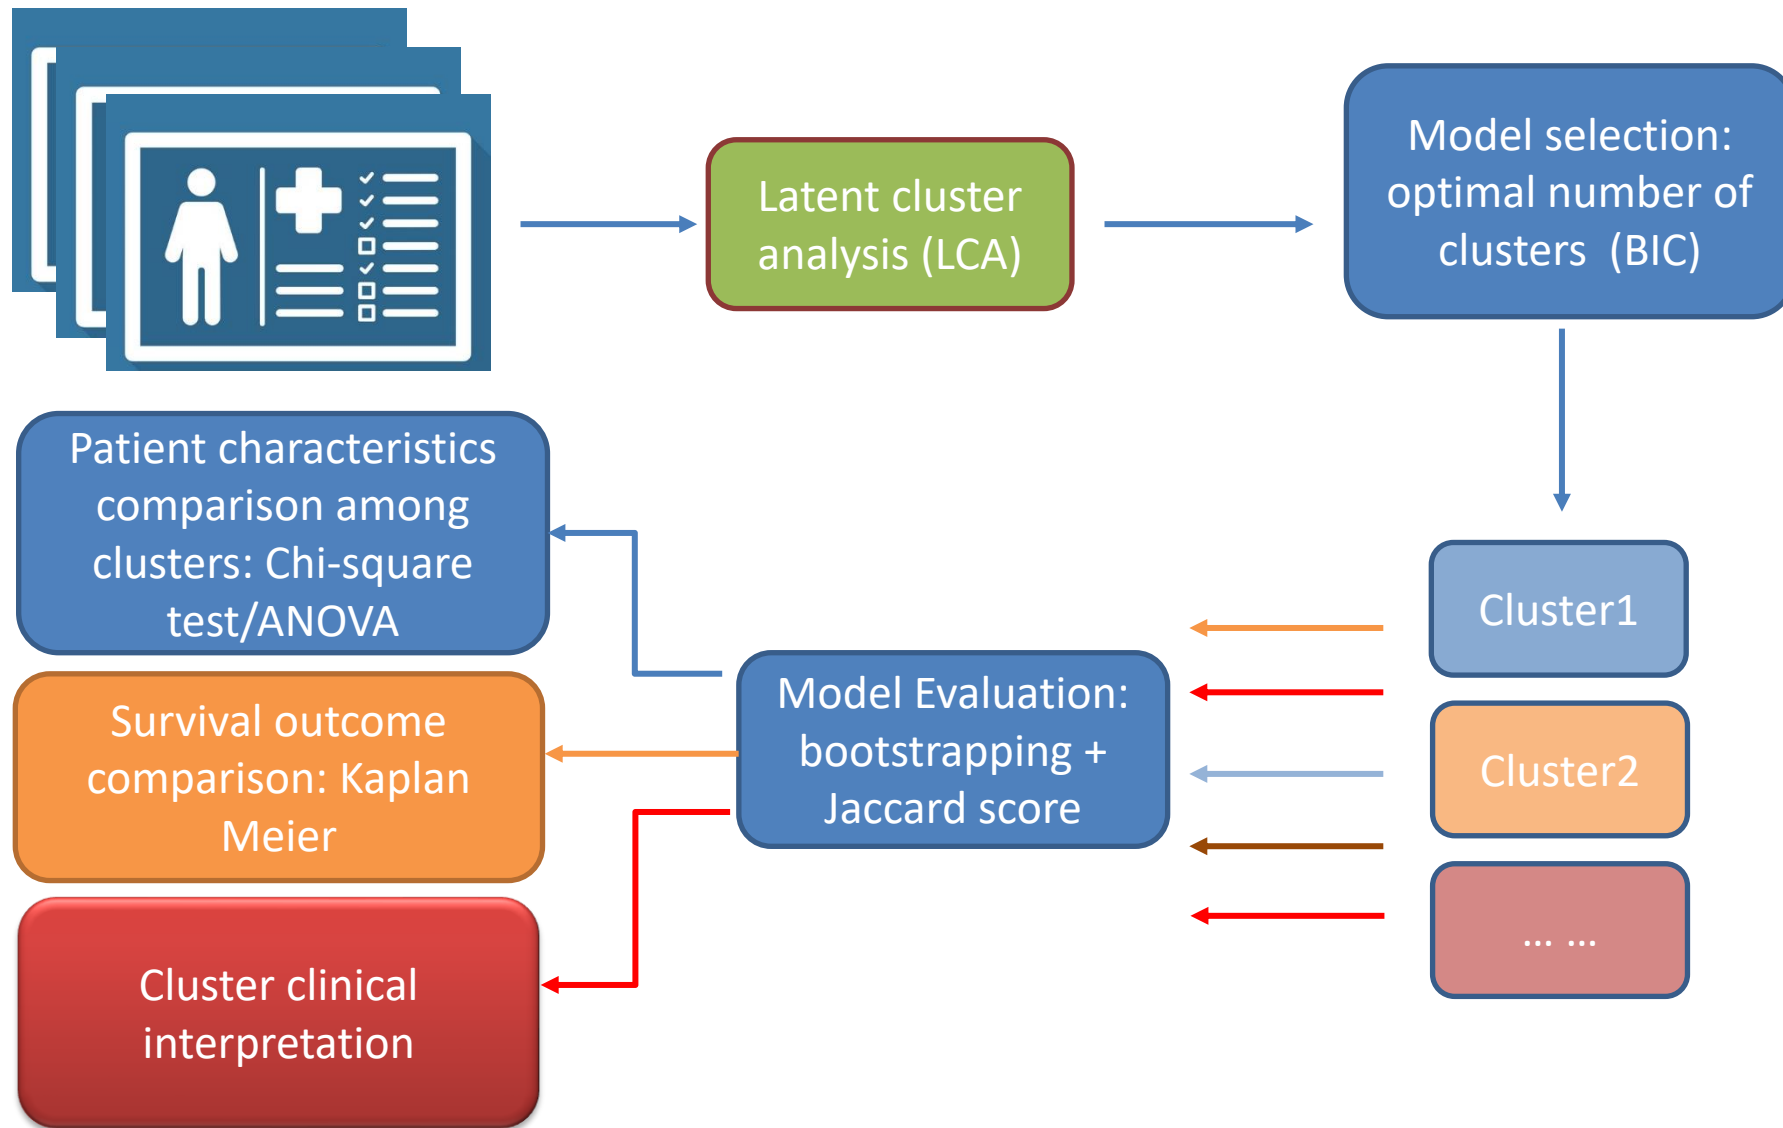 Latent cluster
analysis (LCA)
Model selection:
optimal number of
clusters  (BIC)
Cluster1
Cluster2
... ...
Model Evaluation:
bootstrapping +
Jaccard score
Patient characteristics
comparison among
clusters: Chi-square
test/ANOVA
Survival outcome
comparison: Kaplan
Meier
Cluster clinical
interpretation